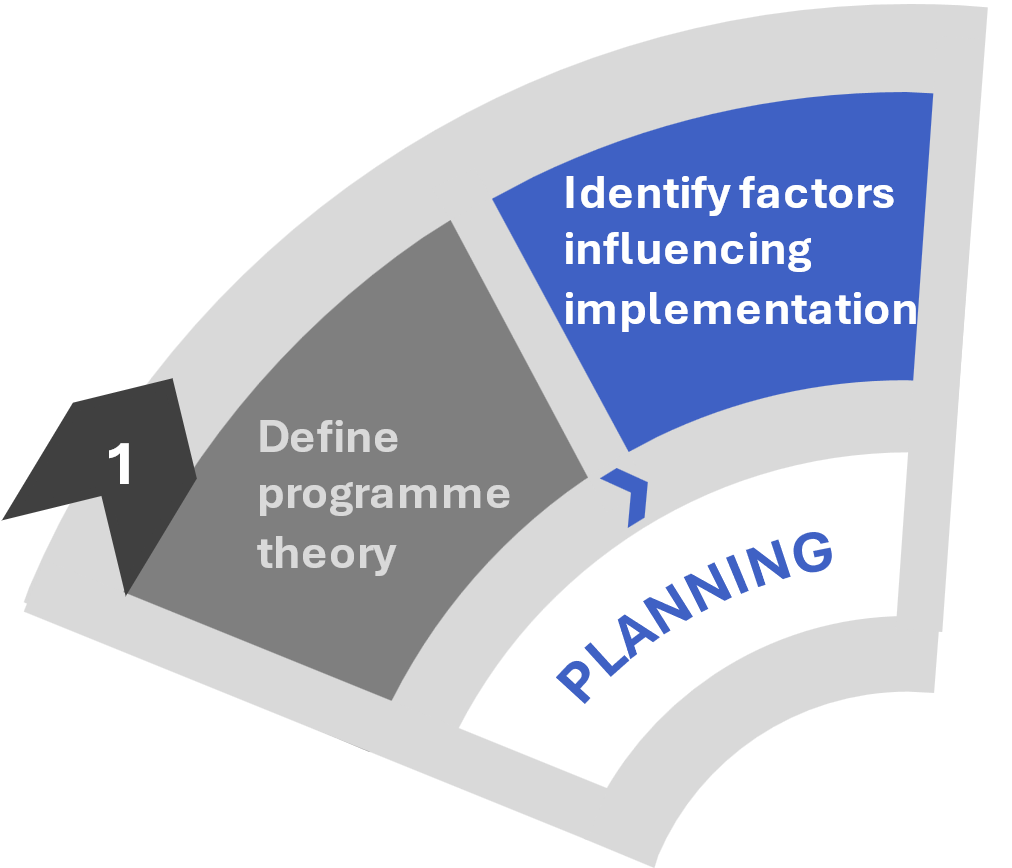 Identify factors
influencing
implementation
1
Define
programme
theory
PLANNING